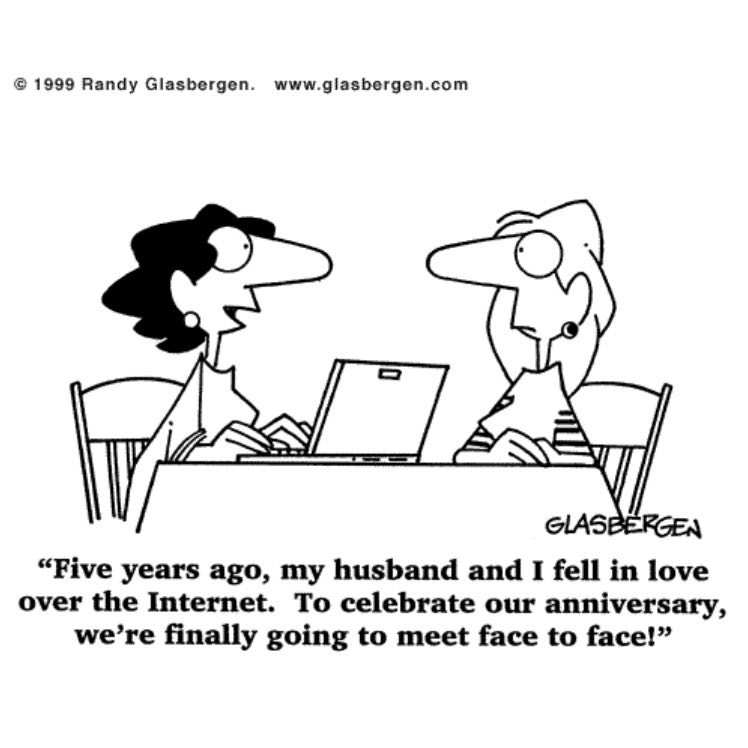 © 1999 Randy Glasbergen. www.glasbergen.com
GLASBERGEN
“Five years ago, my husband and I fell in love
over the Internet. To celebrate our anniversary,
we’re finally going to meet face to face!”